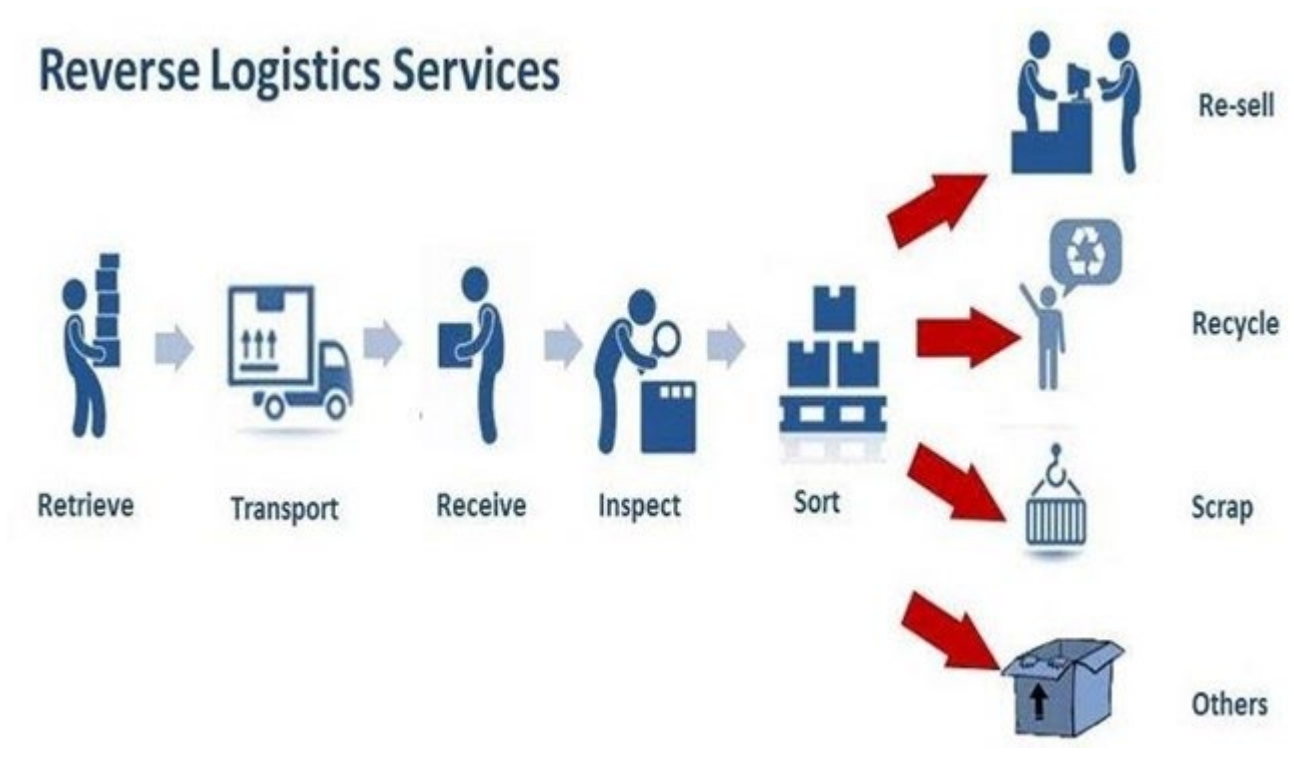 Reverse Logistics Services
Re-sell
Recycle
Retrieve
Transport
Receive
Inspect
Sort
Scrap
Others